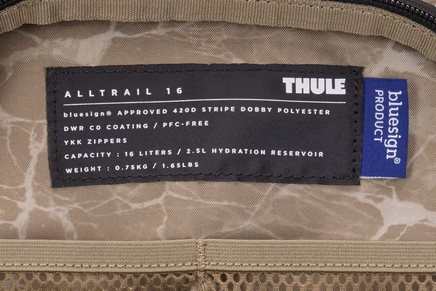 ALLTRAIL 16
THULE
bluesign® APPROVED 420D STRIPE DOBBY POLYESTER
DWR C0 COATING / PFC-FREE
YKK ZIPPERS
CAPACITY : 16 LITERS / 2.5L HYDRATION RESERVOIR
WEIGHT : 0.75KG / 1.65LBS
bluesign®
PRODUCT